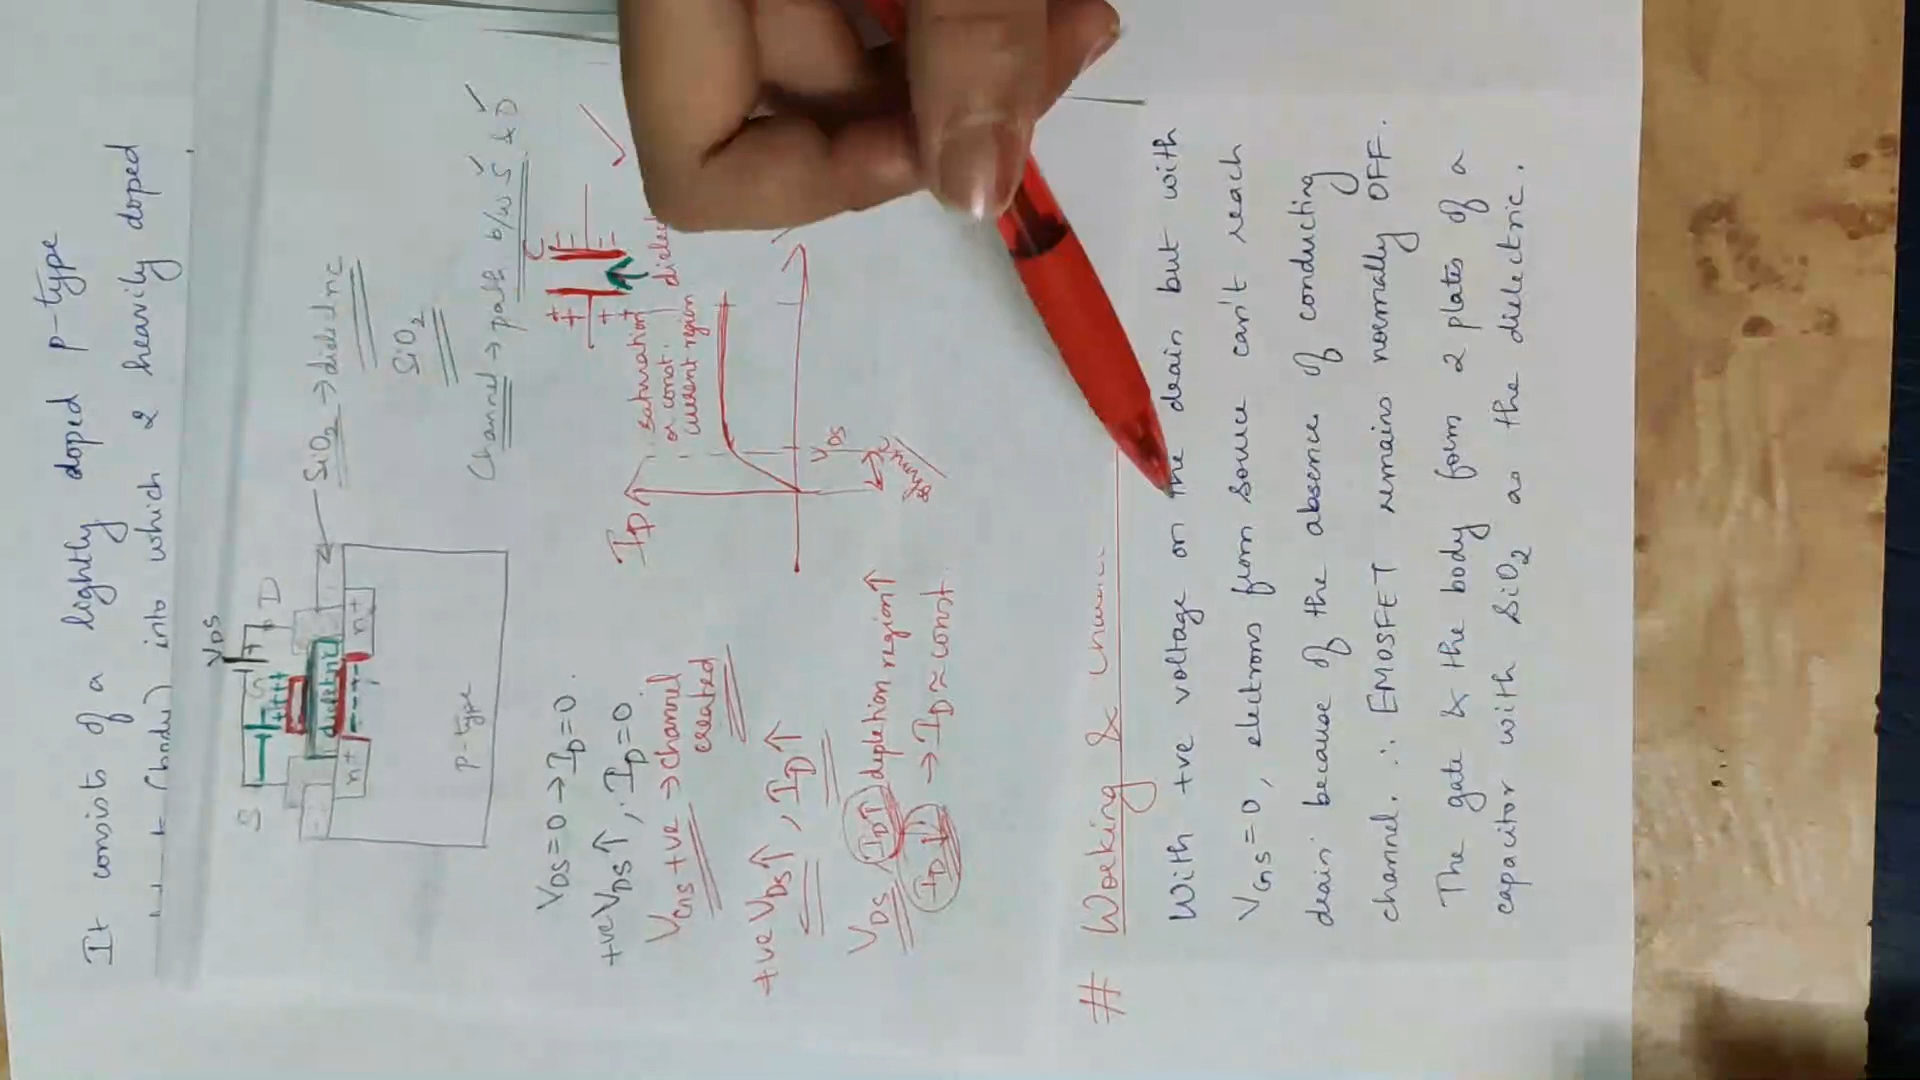 It consist of a lightly doped p-type
(body) into which 2 heavily doped
VDS
S
D
SiO2 → dielectric
SiO2
n+
dielectric
n+
p-type
Channel → path b/w S & D
VDS = 0 → ID = 0.
+ve VDS ↑, ID = 0
VGS +ve → channel
created
+ve VDS ↑, ID ↑
VDS ID↑ depletion region ↑
ID↓ → ID ≈ const.
ID
saturation
or const.
current region
C
+ + + +
VDS
# Working &
With +ve voltage on the drain but with
VGS = 0, electrons from source can't reach
drain because of the absence of conducting
channel. ∴ EMOSFET remains normally OFF.
The gate & the body form 2 plates of a
capacitor with SiO2 as the dielectric.